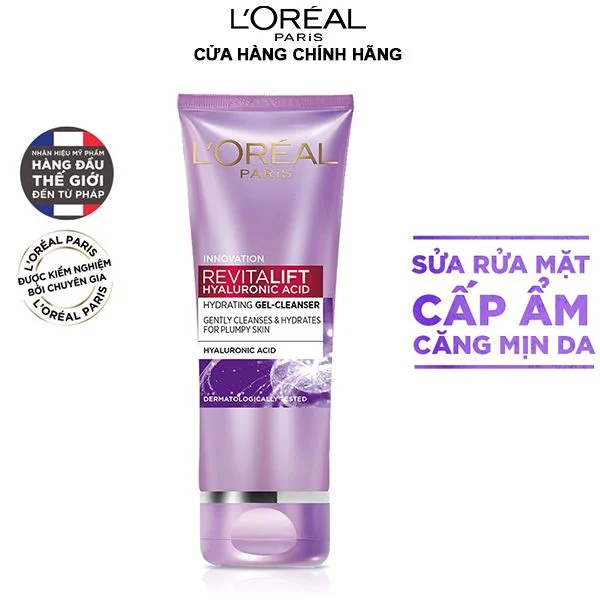 L'ORÉAL
PARIS
CỬA HÀNG CHÍNH HÃNG
NHÃN HIỆU MỸ PHẨM
HÀNG ĐẦU
THẾ GIỚI
ĐẾN TỪ PHÁP
L'ORÉAL PARIS
ĐƯỢC KIỂM NGHIỆM
BỞI CHUYÊN GIA
L'ORÉAL PARIS
L'ORÉAL
PARIS
INNOVATION
REVITALIFT
HYALURONIC ACID
HYDRATING GEL-CLEANSER
GENTLY CLEANSES & HYDRATES
FOR PLUMPY SKIN
HYALURONIC ACID
DERMATOLOGICALLY TESTED
SỮA RỬA MẶT
CẤP ẨM
CĂNG MỊN DA